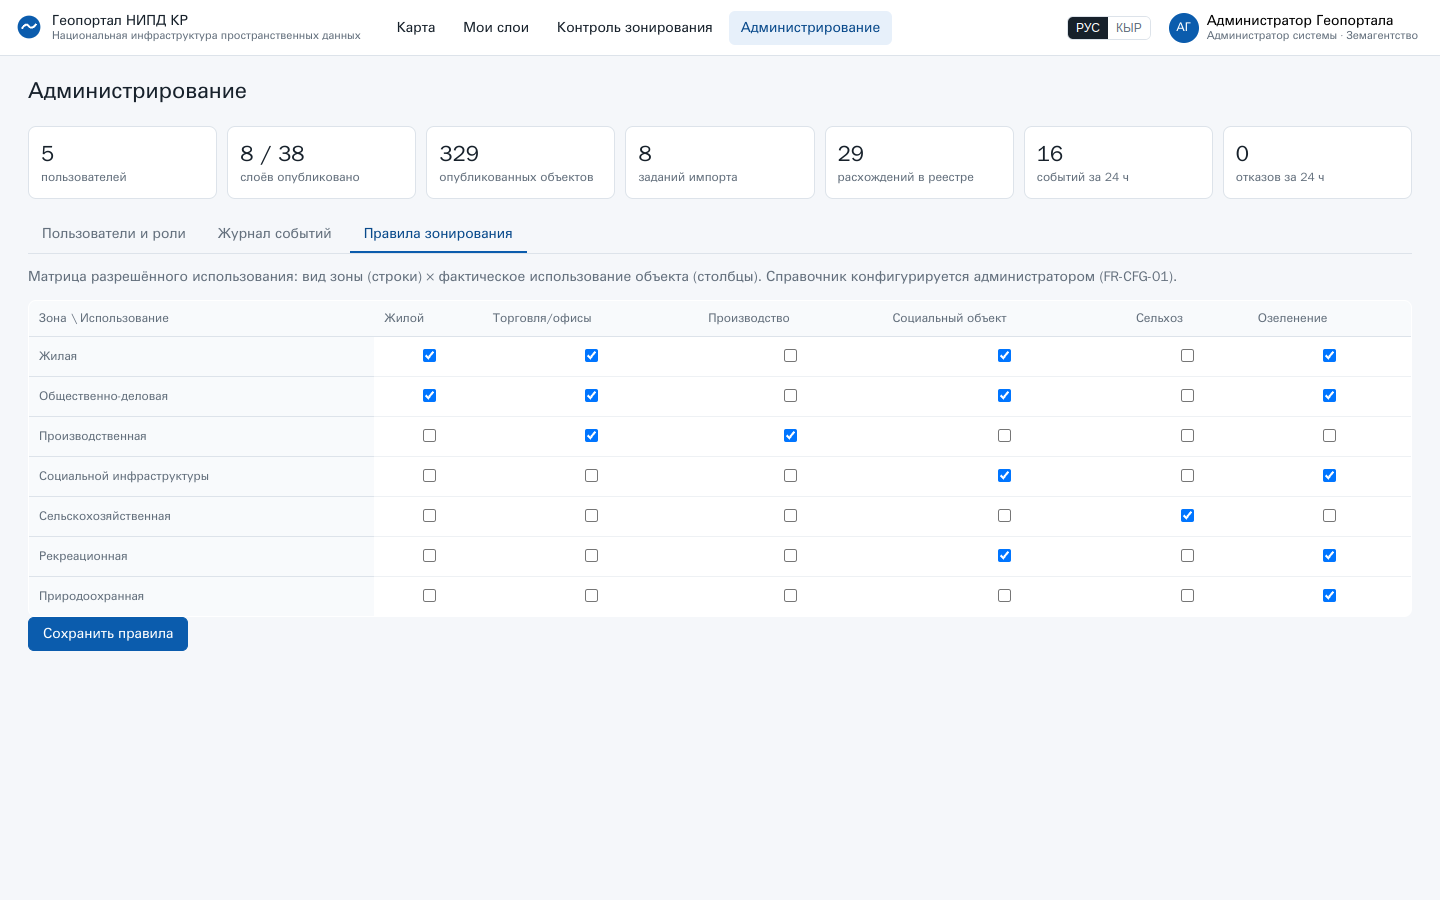 Геопортал НИПД КР
Национальная инфраструктура пространственных данных
Карта
Мои слои
Контроль зонирования
Администрирование
РУС
КЫР
АГ
Администратор Геопортала
Администратор системы · Земагентство
Администрирование
5
пользователей
8 / 38
слоёв опубликовано
329
опубликованных объектов
8
заданий импорта
29
расхождений в реестре
16
событий за 24 ч
0
отказов за 24 ч
Пользователи и роли
Журнал событий
Правила зонирования
Матрица разрешённого использования: вид зоны (строки) × фактическое использование объекта (столбцы). Справочник конфигурируется администратором (FR-CFG-01).
Зона \ Использование
Жилой
Торговля/офисы
Производство
Социальный объект
Сельхоз
Озеленение
Жилая
Общественно-деловая
Производственная
Социальной инфраструктуры
Сельскохозяйственная
Рекреационная
Природоохранная
Сохранить правила